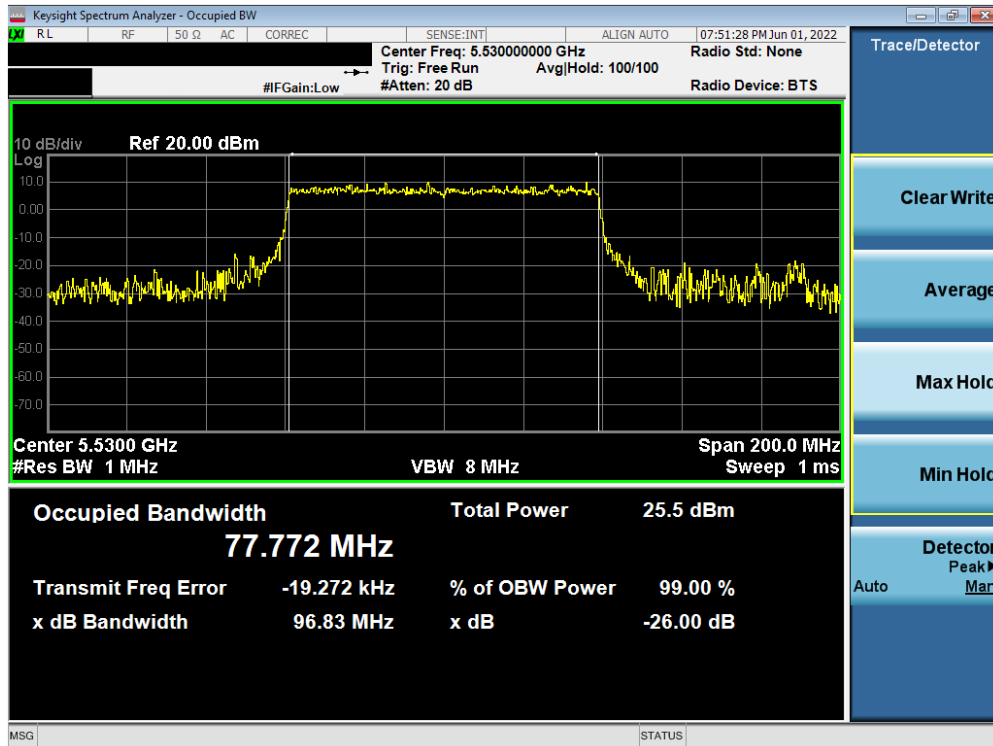 Keysight Spectrum Analyzer - Occupied BW
LXI RL RF 50 Ω AC CORREC SENSE:INT ALIGN AUTO 07:51:28 PM Jun 01, 2022
Center Freq: 5.530000000 GHz Radio Std: None
Trig: Free Run Avg|Hold: 100/100
#IFGain:Low #Atten: 20 dB Radio Device: BTS
Trace/Detector
10 dB/div Ref 20.00 dBm
Log
10.0
0.00
-10.0
-20.0
-30.0
-40.0
-50.0
-60.0
-70.0
Center 5.5300 GHz Span 200.0 MHz
#Res BW 1 MHz VBW 8 MHz Sweep 1 ms
Occupied Bandwidth Total Power 25.5 dBm
77.772 MHz
Transmit Freq Error -19.272 kHz % of OBW Power 99.00 %
x dB Bandwidth 96.83 MHz x dB -26.00 dB
Clear Write
Average
Max Hold
Min Hold
Detector
Peak
Auto Man
MSG STATUS